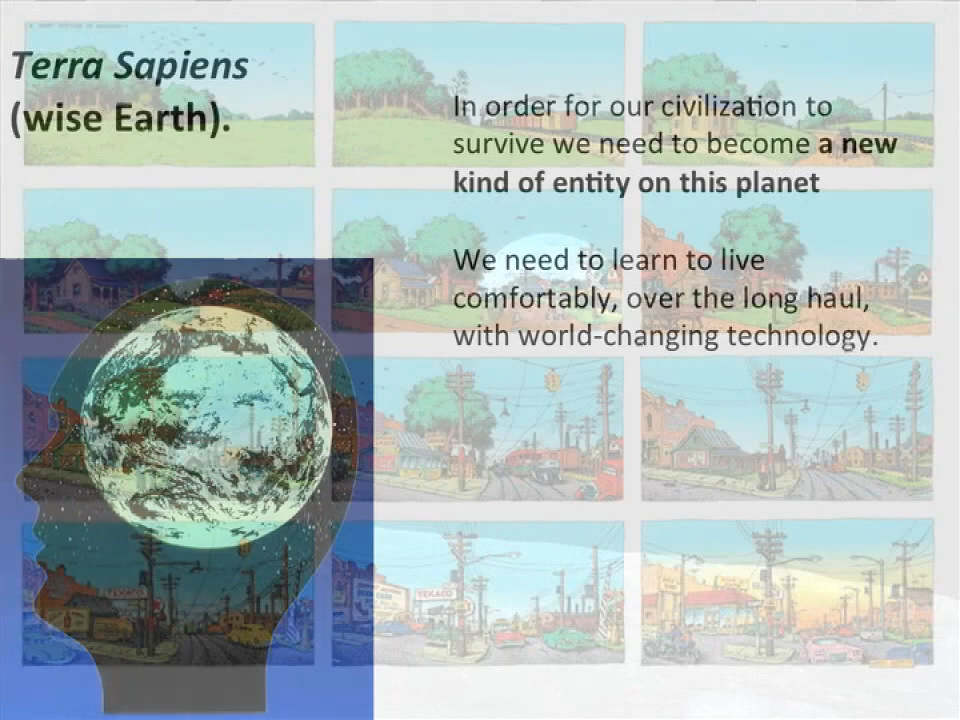 Terra Sapiens
(wise Earth).
In order for our civilization to
survive we need to become a new
kind of entity on this planet
We need to learn to live
comfortably, over the long haul,
with world-changing technology.
TEXACO